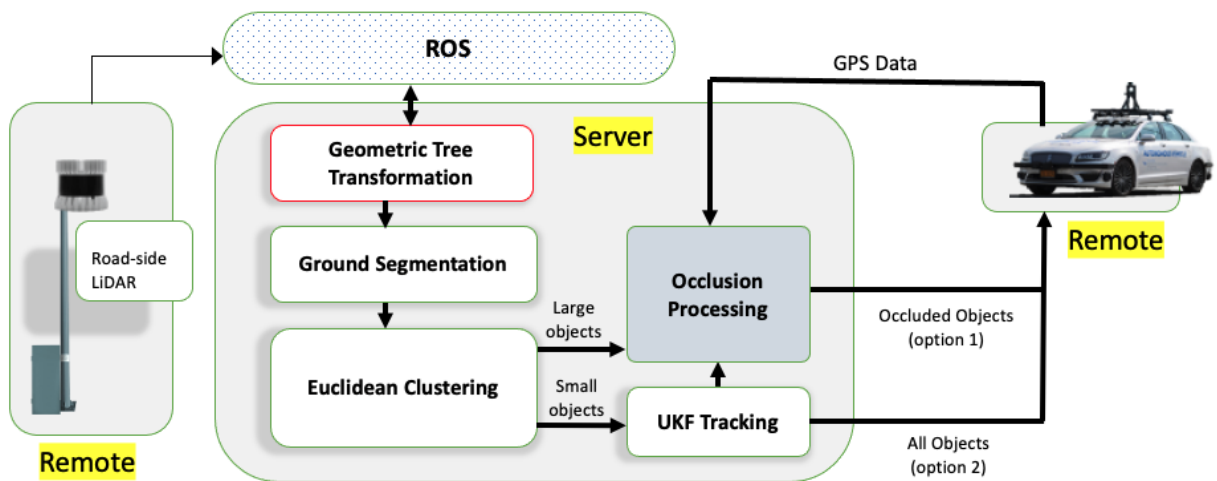 ROS
GPS Data
Server
Geometric Tree
Transformation
Road-side
LiDAR
Remote
Ground Segmentation
Occlusion
Processing
Remote
Large
objects
Occluded Objects
(option 1)
Euclidean Clustering
Small
objects
UKF Tracking
All Objects
(option 2)